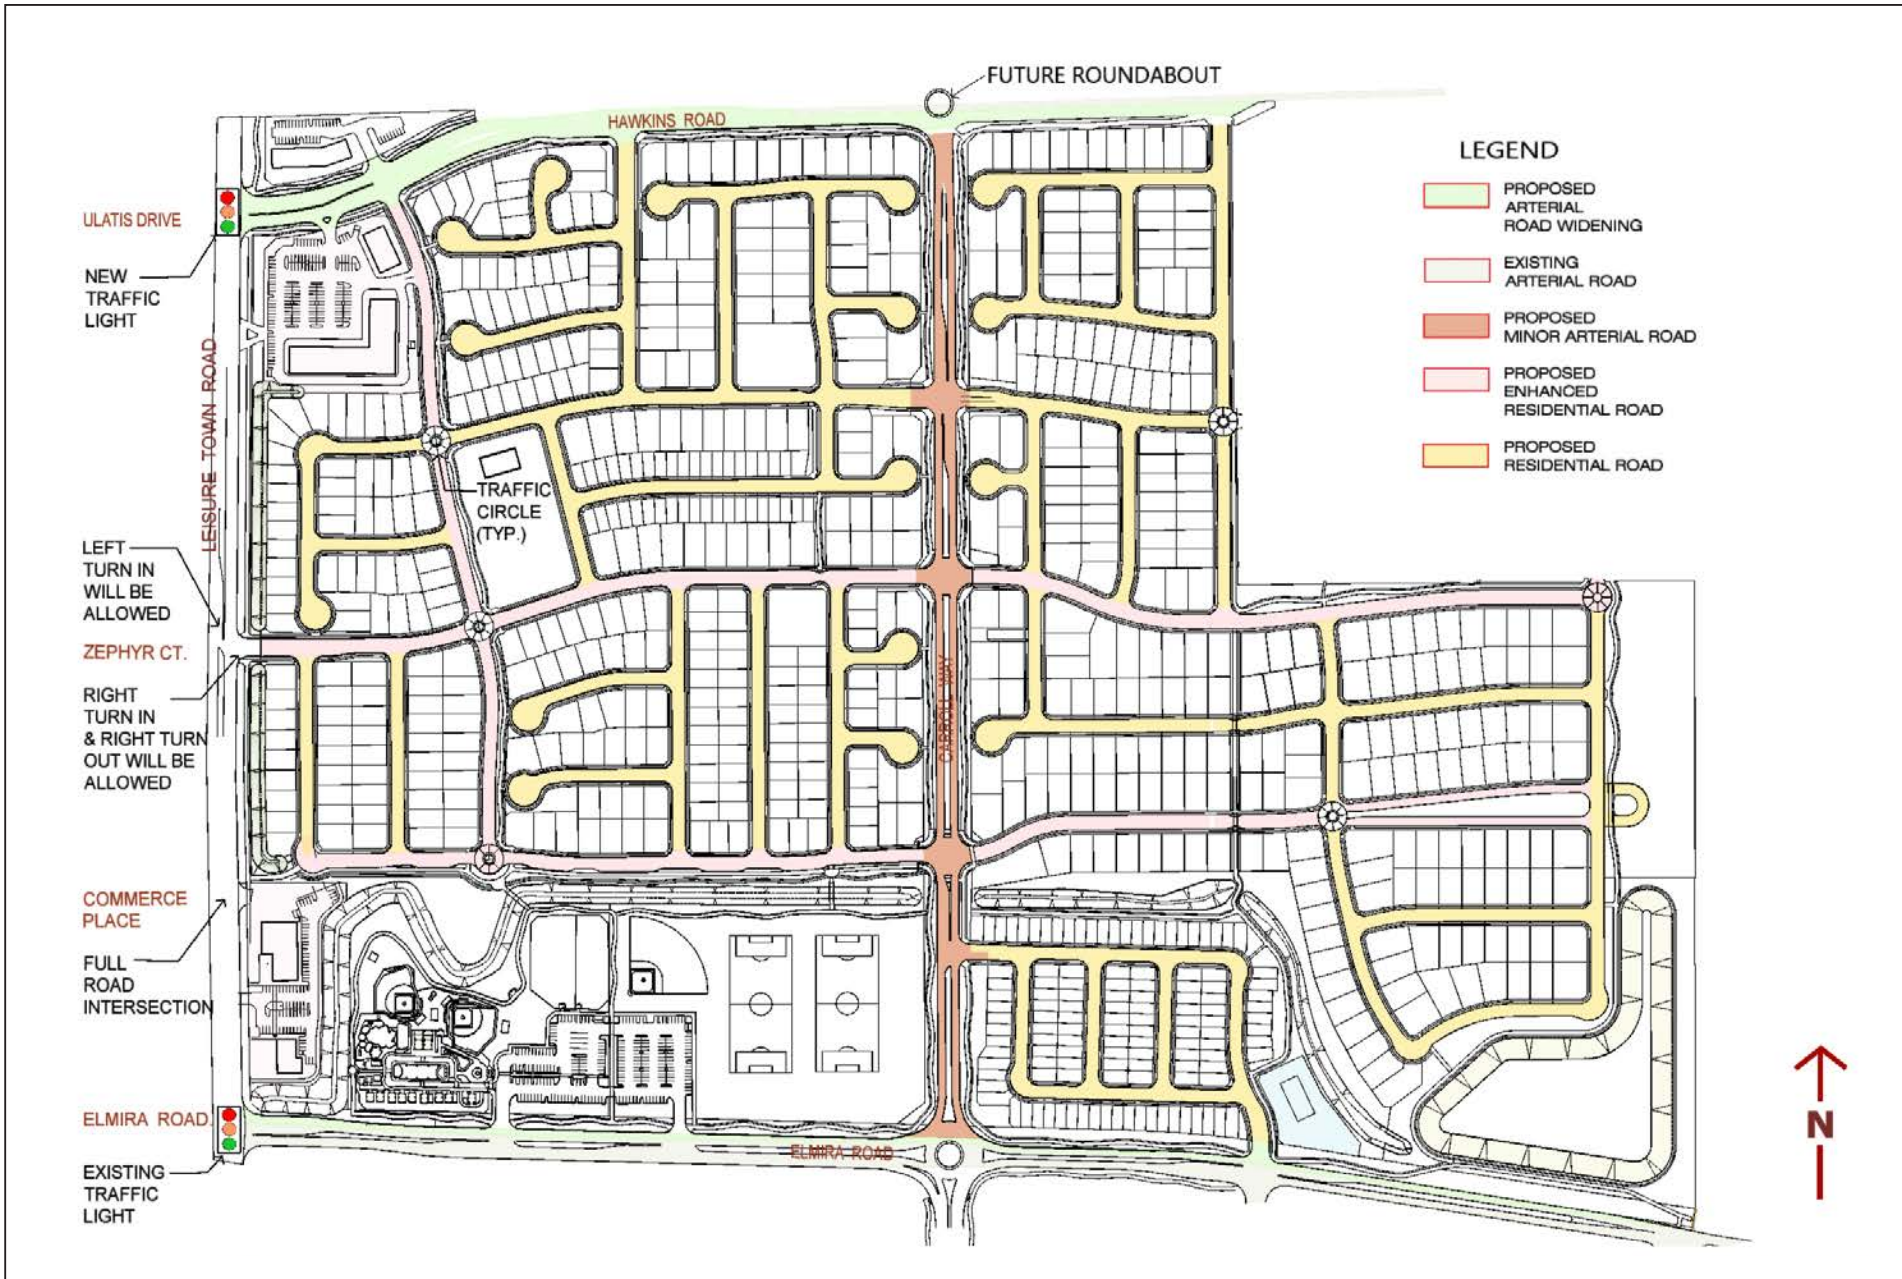 FUTURE ROUNDABOUT
HAWKINS ROAD
LEGEND
PROPOSED
ARTERIAL
ROAD WIDENING
EXISTING
ARTERIAL ROAD
PROPOSED
MINOR ARTERIAL ROAD
PROPOSED
ENHANCED
RESIDENTIAL ROAD
PROPOSED
RESIDENTIAL ROAD
ULATIS DRIVE
NEW
TRAFFIC
LIGHT
LEISURE TOWN ROAD
TRAFFIC
CIRCLE
(TYP.)
LEFT
TURN IN
WILL BE
ALLOWED
ZEPHYR CT.
RIGHT
TURN IN
& RIGHT TURN
OUT WILL BE
ALLOWED
CARROLL WAY
COMMERCE
PLACE
FULL
ROAD
INTERSECTION
ELMIRA ROAD
ELMIRA ROAD
EXISTING
TRAFFIC
LIGHT
N